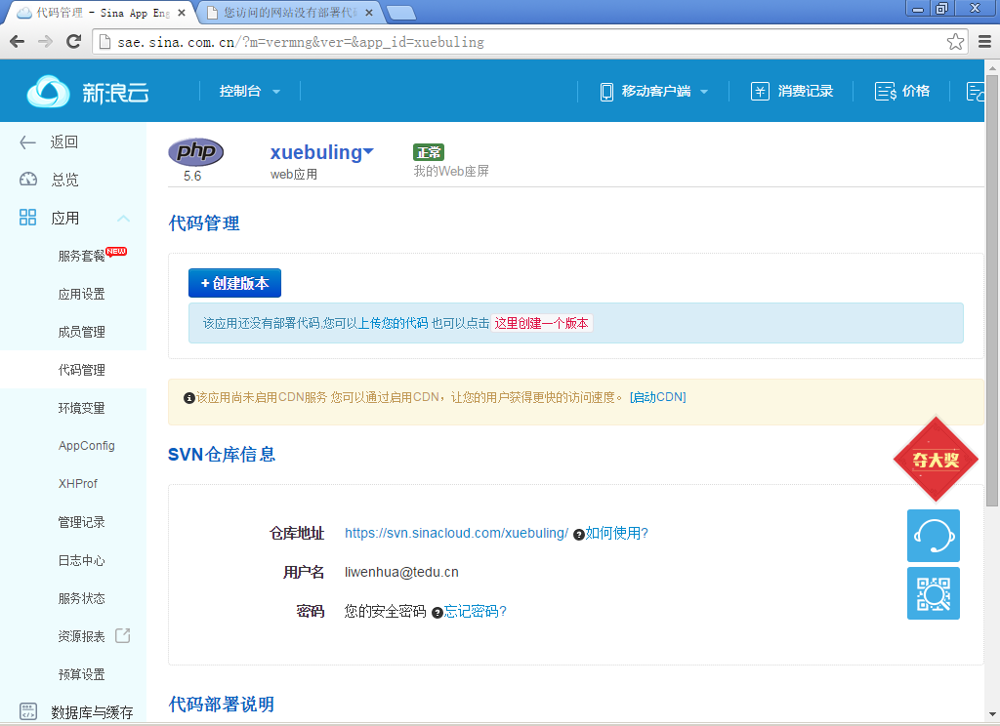 代码管理 - Sina App Eng
您访问的网站没有部署代码
sae.sina.com.cn/?m=vermng&ver=&app_id=xuebuling
新浪云
控制台
移动客户端
消费记录
价格
返回
总览
应用
服务套餐 NEW
应用设置
成员管理
代码管理
环境变量
AppConfig
XHProf
管理记录
日志中心
服务状态
资源报表
预算设置
数据库与缓存
php
5.6
xuebuling
web应用
正常
我的Web座屏
代码管理
+ 创建版本
该应用还没有部署代码,您可以上传您的代码 也可以点击 这里创建一个版本
该应用尚未启用CDN服务 您可以通过启用CDN，让您的用户获得更快的访问速度。 [启动CDN]
SVN仓库信息
仓库地址 https://svn.sinacloud.com/xuebuling/ 如何使用?
用户名 liwenhua@tedu.cn
密码 您的安全密码 忘记密码?
夺大奖
代码部署说明